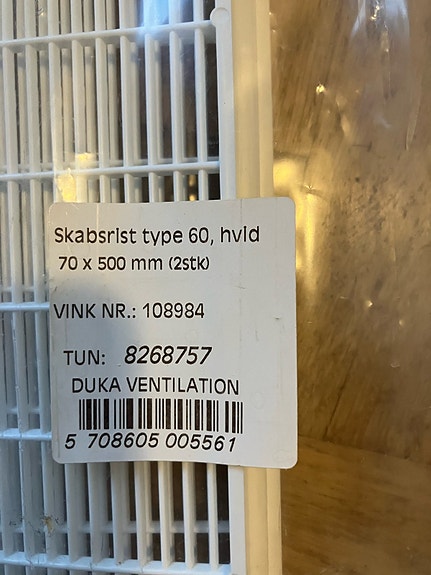 Skabsrist type 60, hvid
70 x 500 mm (2stk)
VINK NR.: 108984
TUN: 8268757
DUKA VENTILATION
5 708605 005561